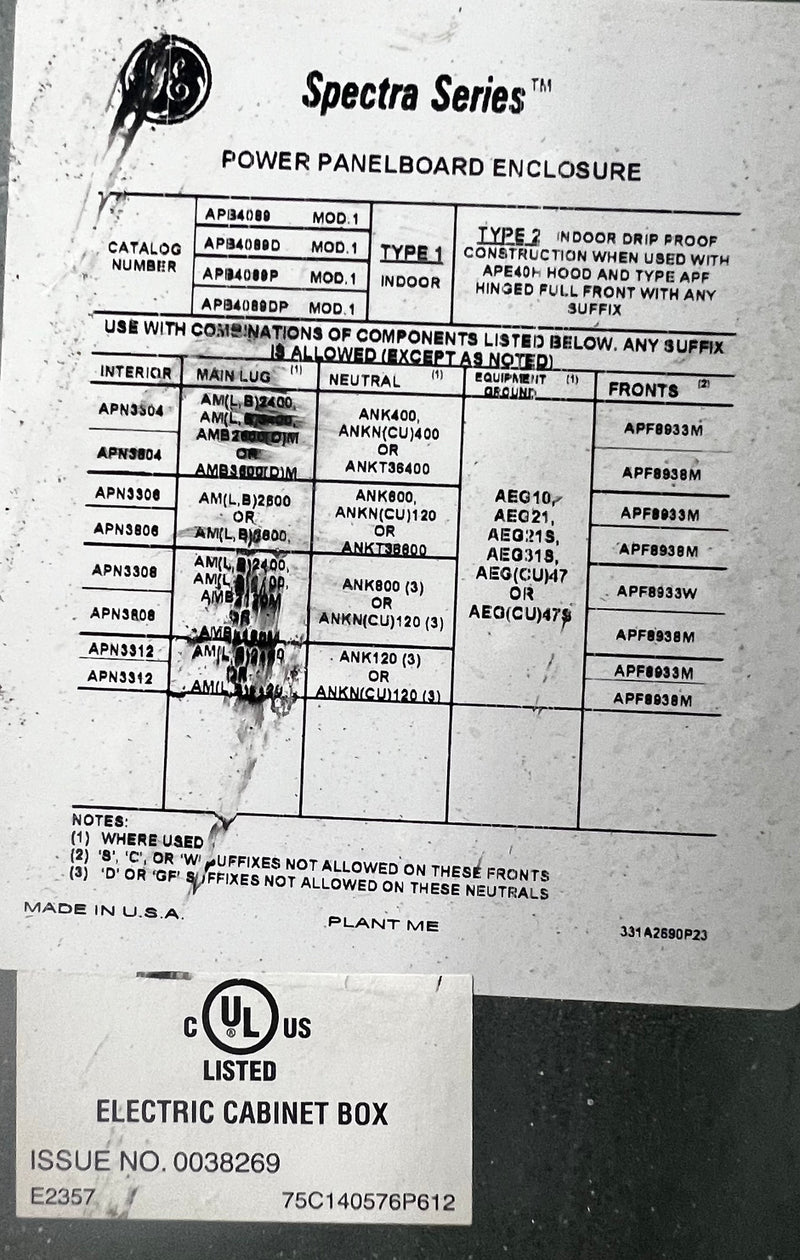 GE
Spectra Series™
POWER PANELBOARD ENCLOSURE
CATALOG NUMBER
APB4089 MOD.1
APB4089D MOD.1
APB4089P MOD.1
APB4089DP MOD.1
TYPE 1
INDOOR
TYPE 2 INDOOR DRIP PROOF
CONSTRUCTION WHEN USED WITH
APE40H HOOD AND TYPE APF
HINGED FULL FRONT WITH ANY
SUFFIX
USE WITH COMBINATIONS OF COMPONENTS LISTED BELOW. ANY SUFFIX
IS ALLOWED (EXCEPT AS NOTED)
INTERIOR
MAIN LUG (1)
NEUTRAL (1)
EQUIPMENT (1)
GROUND
FRONTS (2)
APN3304
APN3604
AM(L, B)2400,
AM(L,
OR
ANK400,
ANKN(CU)400
OR
ANKT36400
APF8933M
APF8938M
APN3306
APN3806
AM(L, B)2600
OR
ANK600,
ANKN(CU)120
OR
ANKT36600
APF8933M
APF8938M
APN3308
APN3808
AM(L, B)2400,
AM(L,
OR
ANK800 (3)
OR
ANKN(CU)120 (3)
APF8933W
APF8938M
APN3312
APN3312
AM(L,
AM(L,
ANK120 (3)
OR
ANKN(CU)120 (3)
APF8933M
APF8938M
AEG10,
AEG21,
AEG21S,
AEG31S,
AEG(CU)47
OR
AEG(CU)47S
NOTES:
(1) WHERE USED
(2) 'S', 'C', OR 'W' SUFFIXES NOT ALLOWED ON THESE FRONTS
(3) 'D' OR 'GF' SUFFIXES NOT ALLOWED ON THESE NEUTRALS
MADE IN U.S.A.
PLANT ME
331A2690P23
C UL® US
LISTED
ELECTRIC CABINET BOX
ISSUE NO. 0038269
E2357
75C140576P612